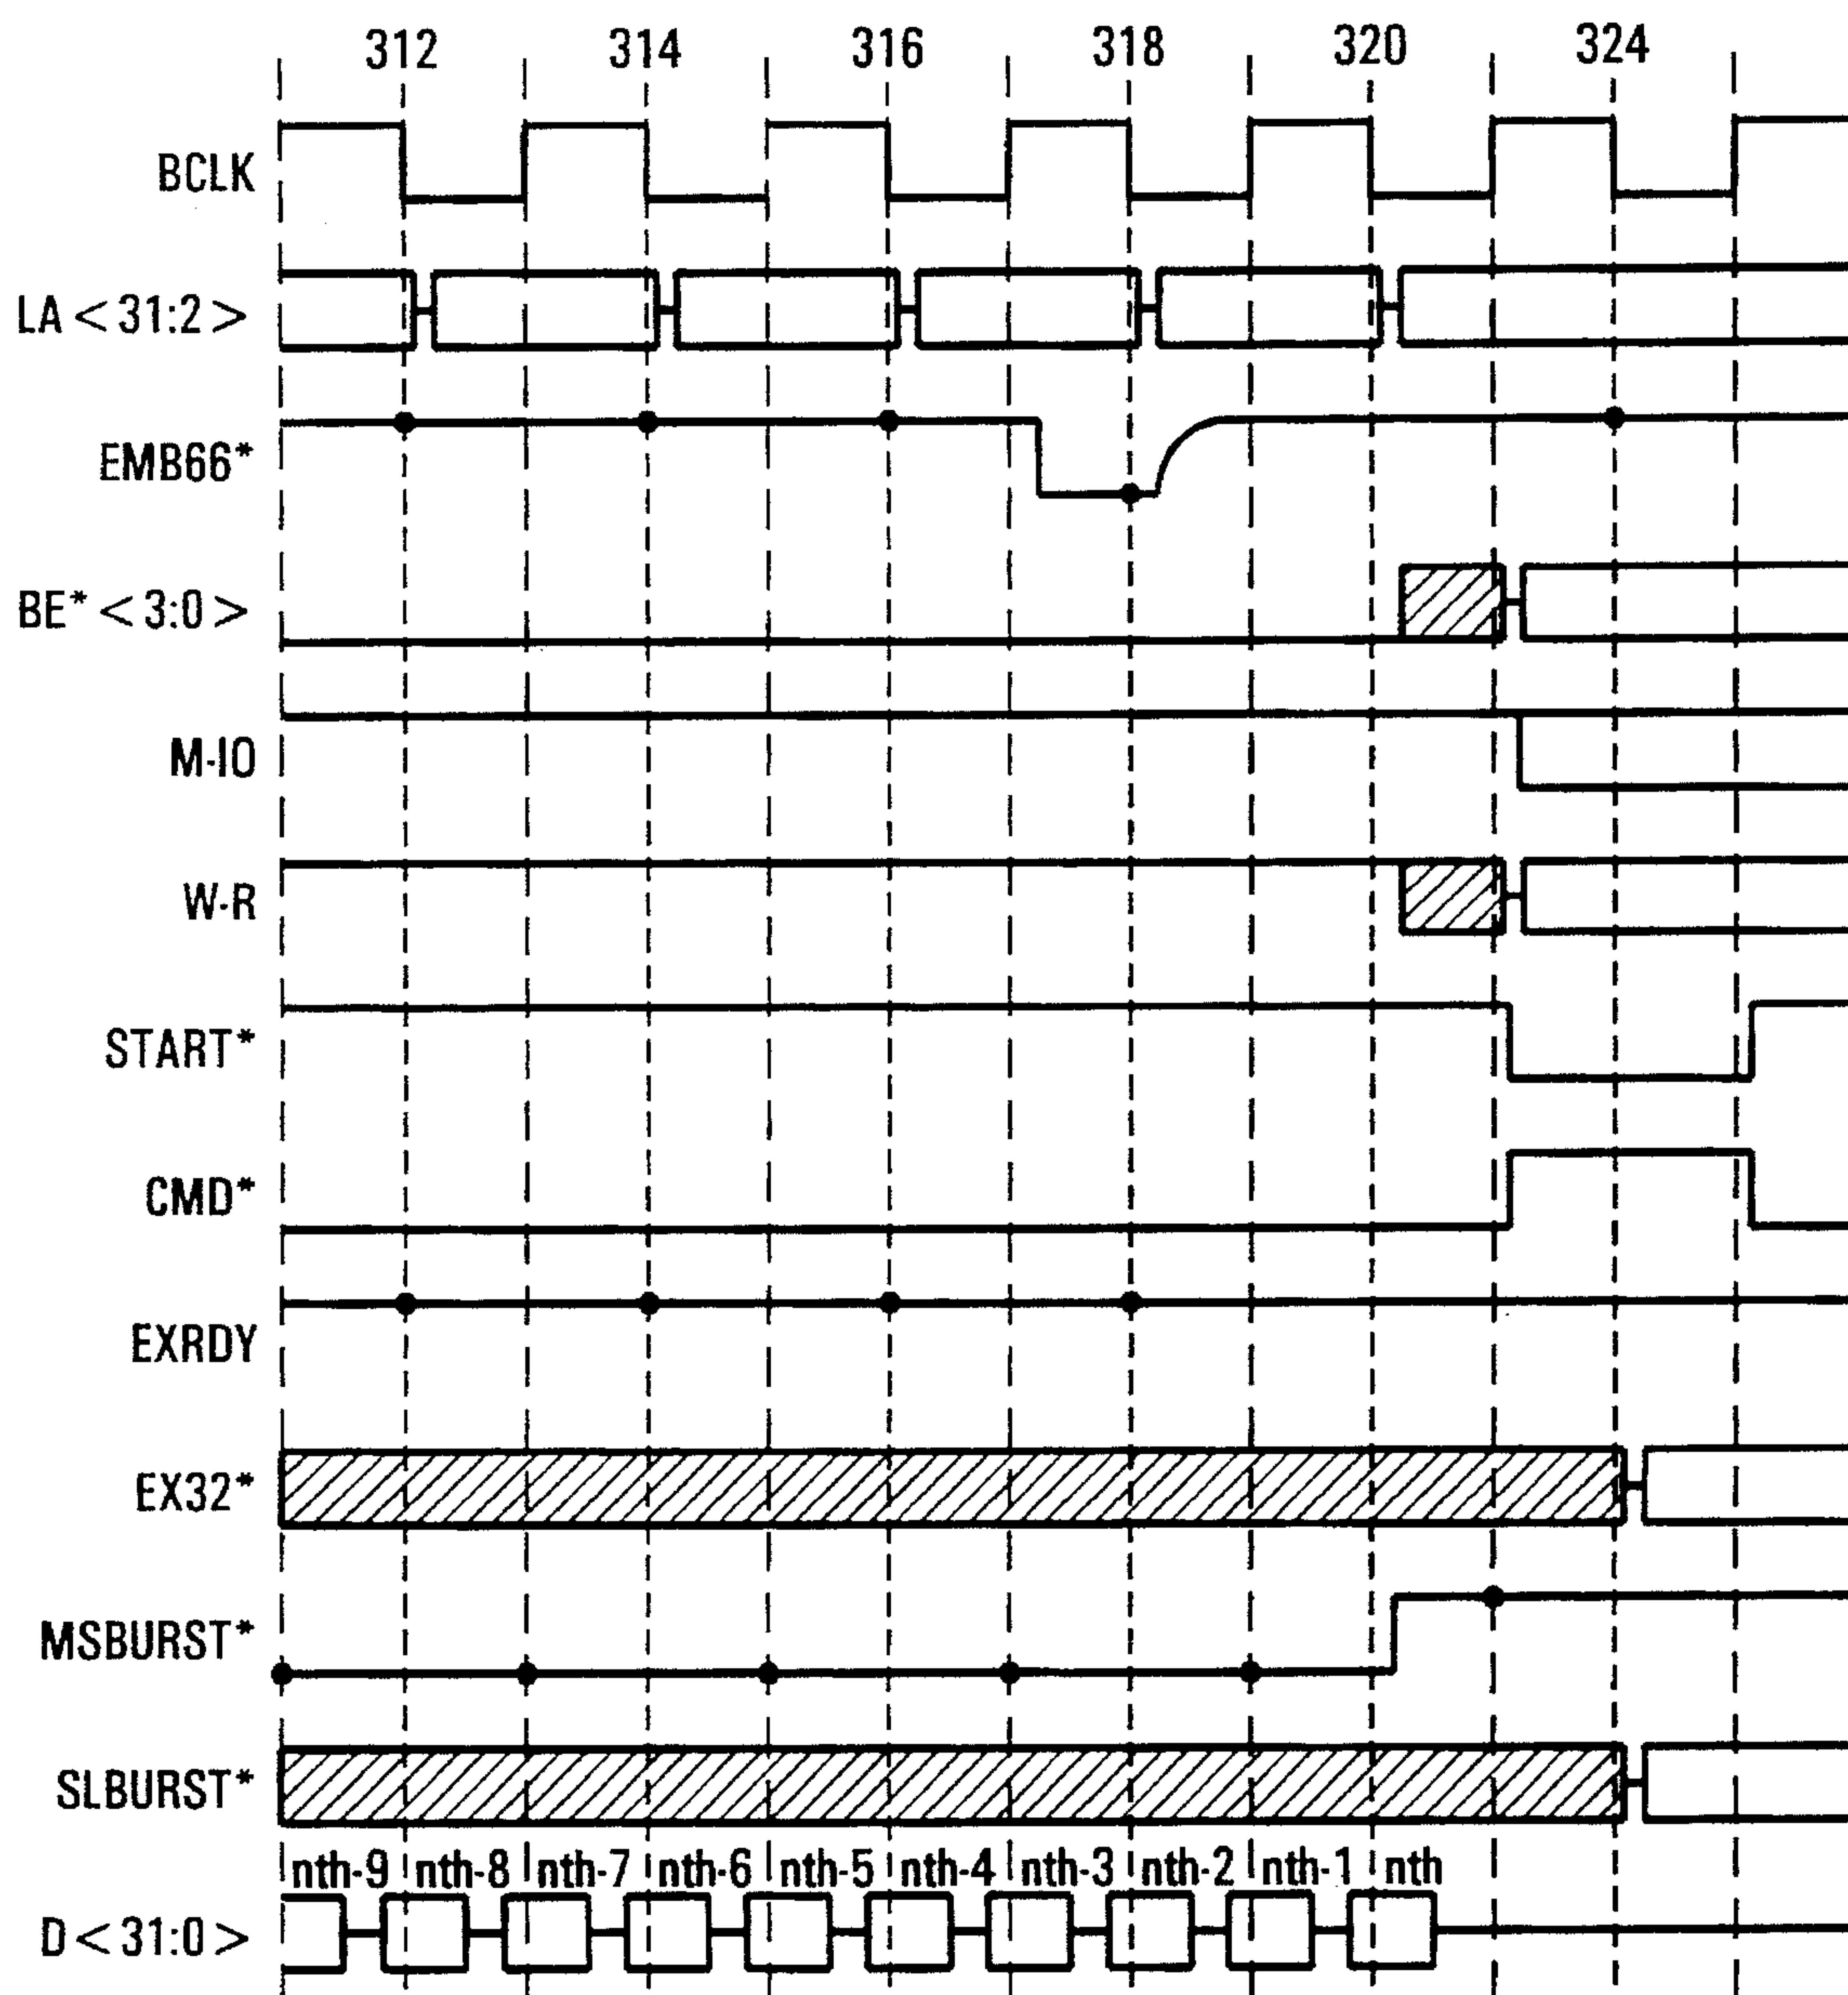 312 314 316 318 320 324
BCLK
LA <31:2>
EMB66*
BE* <3:0>
M-IO
W-R
START*
CMD*
EXRDY
EX32*
MSBURST*
SLBURST*
nth-9 nth-8 nth-7 nth-6 nth-5 nth-4 nth-3 nth-2 nth-1 nth
D <31:0>